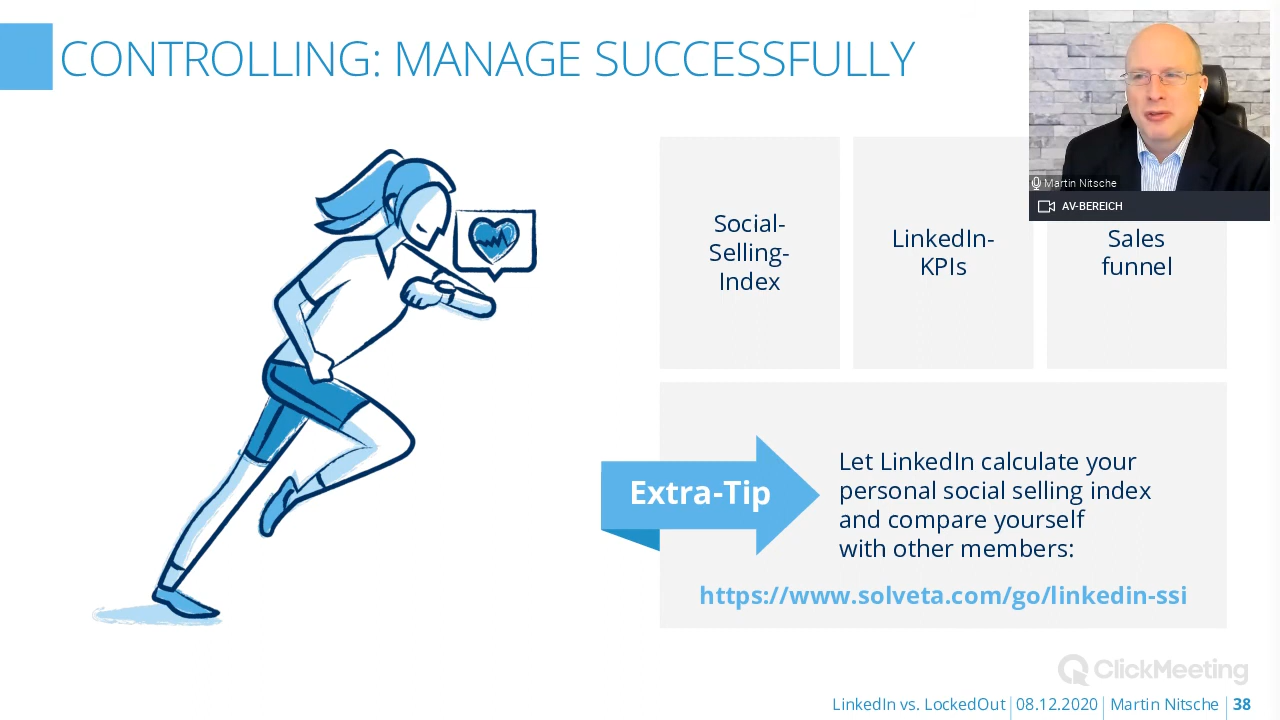 CONTROLLING: MANAGE SUCCESSFULLY
Martin Nitsche
AV-BEREICH
Social-
Selling-
Index
LinkedIn-
KPIs
Sales
funnel
Extra-Tip
Let LinkedIn calculate your
personal social selling index
and compare yourself
with other members:
https://www.solveta.com/go/linkedin-ssi
ClickMeeting
LinkedIn vs. LockedOut | 08.12.2020 | Martin Nitsche | 38